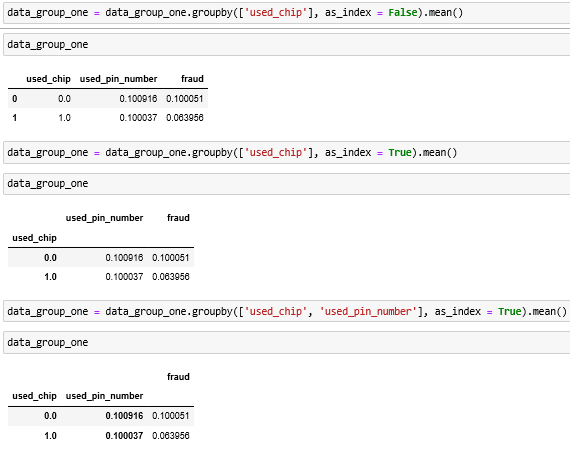 data_group_one = data_group_one.groupby(['used_chip'], as_index = False).mean()
data_group_one
used_chip used_pin_number fraud
0 0.0 0.100916 0.100051
1 1.0 0.100037 0.063956
data_group_one = data_group_one.groupby(['used_chip'], as_index = True).mean()
data_group_one
used_pin_number fraud
used_chip
0.0 0.100916 0.100051
1.0 0.100037 0.063956
data_group_one = data_group_one.groupby(['used_chip', 'used_pin_number'], as_index = True).mean()
data_group_one
fraud
used_chip used_pin_number
0.0 0.100916 0.100051
1.0 0.100037 0.063956